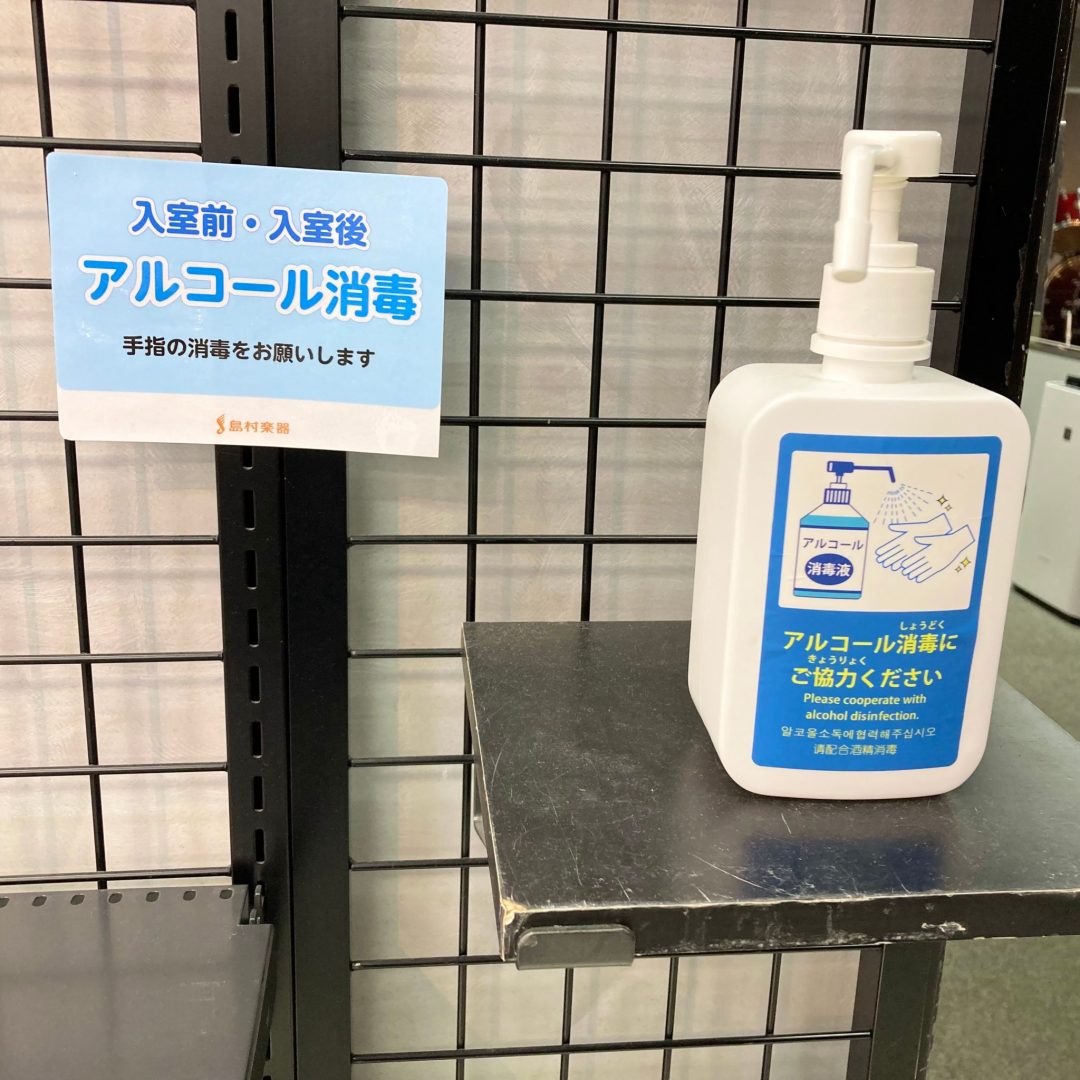 入室前・入室後
アルコール消毒
手指の消毒をお願いします
島村楽器
アルコール
消毒液
しょうどく
アルコール消毒に
きょうりょく
ご協力ください
Please cooperate with
alcohol disinfection.
알코올소독에협력해주십시오
请配合酒精消毒